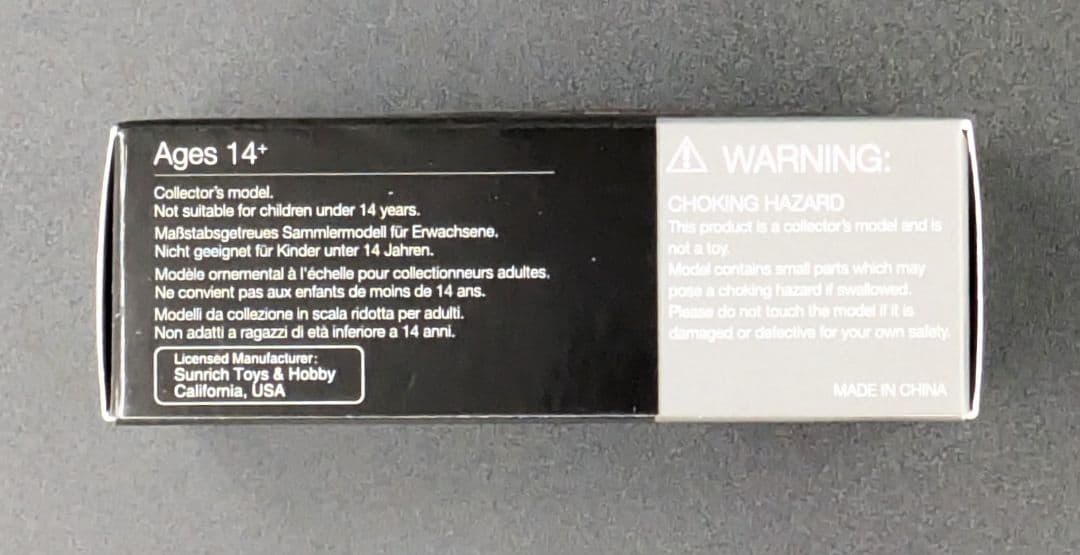 Ages 14+
Collector's model.
Not suitable for children under 14 years.
Maßstabsgetreues Sammlermodell für Erwachsene.
Nicht geeignet für Kinder unter 14 Jahren.
Modèle ornemental à l'échelle pour collectionneurs adultes.
Ne convient pas aux enfants de moins de 14 ans.
Modelli da collezione in scala ridotta per adulti.
Non adatti a ragazzi di età inferiore a 14 anni.
Licensed Manufacturer:
Sunrich Toys & Hobby
California, USA
WARNING:
CHOKING HAZARD
This product is a collector's model and is
not a toy.
Model contains small parts which may
pose a choking hazard if swallowed.
Please do not touch the model if it is
damaged or defective for your own safety.
MADE IN CHINA